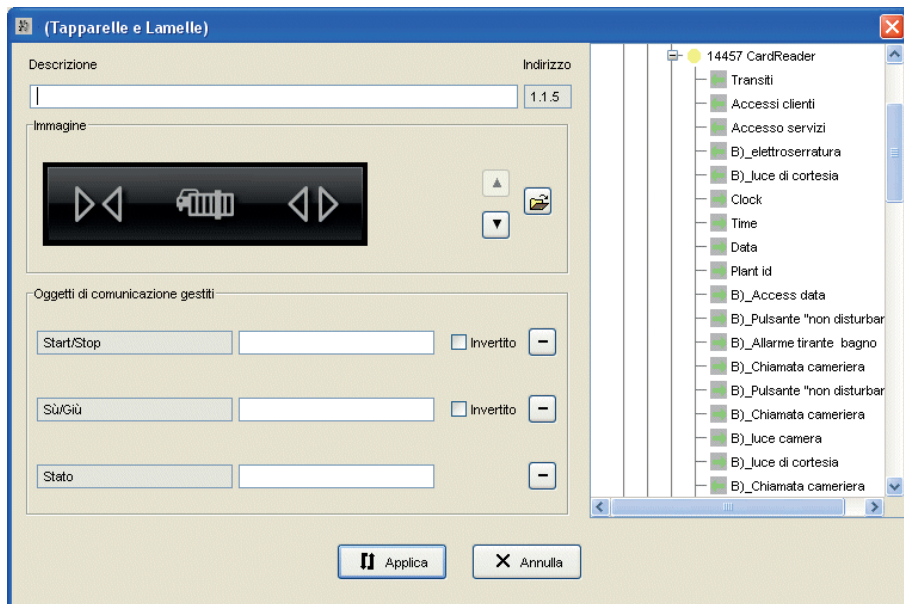 (Tapparelle e Lamelle)
Descrizione
Indirizzo
1.1.5
Immagine
Oggetti di comunicazione gestiti
Start/Stop
Invertito
Sù/Giù
Invertito
Stato
Applica
Annulla
14457 CardReader
Transiti
Accessi clienti
Accesso servizi
B)_elettroserratura
B)_luce di cortesia
Clock
Time
Data
Plant id
B)_Access data
B)_Pulsante "non disturbar
B)_Allarme tirante bagno
B)_Chiamata cameriera
B)_Pulsante "non disturbar
B)_Chiamata cameriera
B)_luce camera
B)_luce di cortesia
B)_Chiamata cameriera